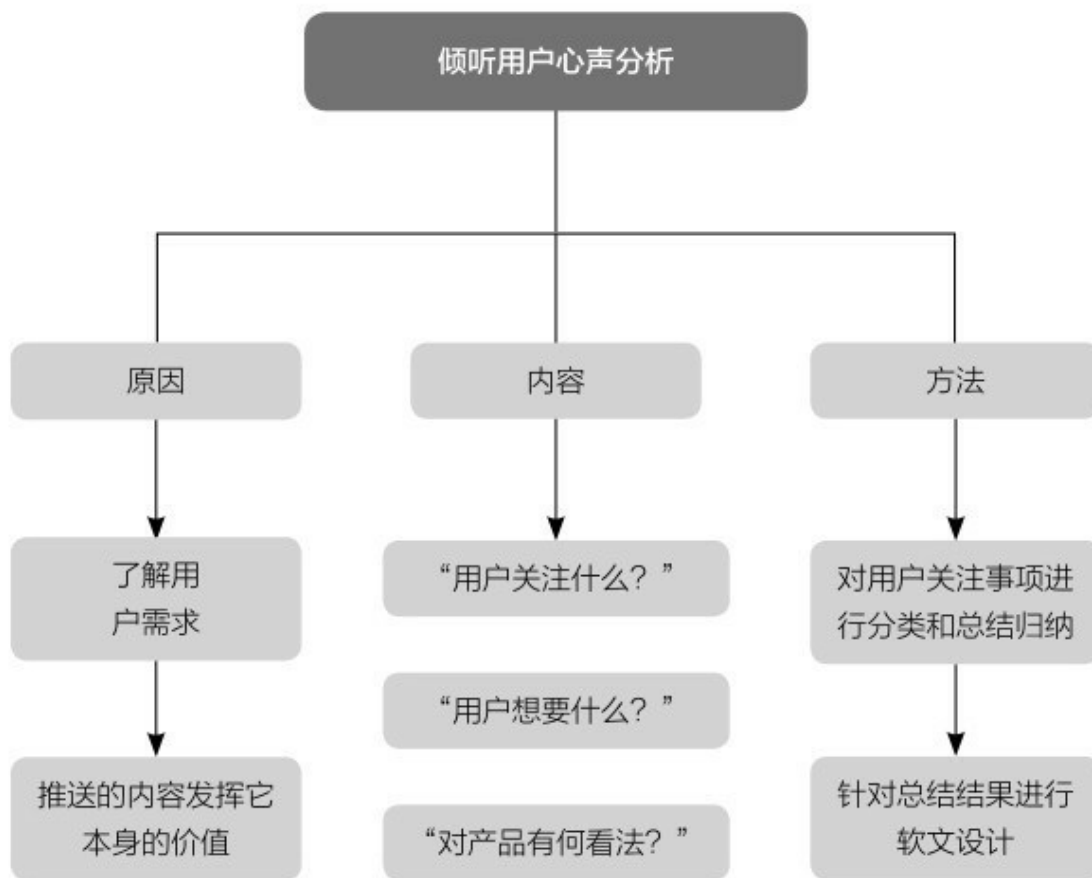 倾听用户心声分析
原因
内容
方法
了解用
户需求
“用户关注什么？”
对用户关注事项进
行分类和总结归纳
“用户想要什么？”
推送的内容发挥它
本身的价值
“对产品有何看法？”
针对总结结果进行
软文设计